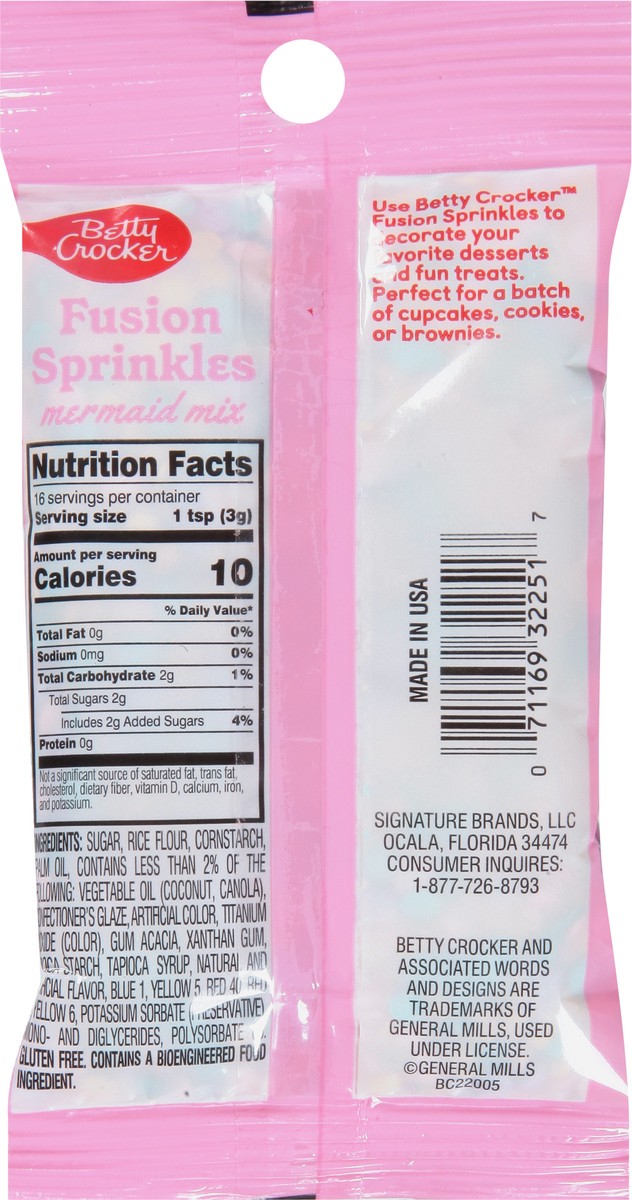 Betty
Crocker
Fusion
Sprinkles
mermaid mix
Nutrition Facts
16 servings per container
Serving size 1 tsp (3g)
Amount per serving
Calories 10
% Daily Value*
Total Fat 0g 0%
Sodium 0mg 0%
Total Carbohydrate 2g 1%
Total Sugars 2g
Includes 2g Added Sugars 4%
Protein 0g
Not a significant source of saturated fat, trans fat,
cholesterol, dietary fiber, vitamin D, calcium, iron,
and potassium.
INGREDIENTS: SUGAR, RICE FLOUR, CORNSTARCH,
PALM OIL, CONTAINS LESS THAN 2% OF THE
FOLLOWING: VEGETABLE OIL (COCONUT, CANOLA),
CONFECTIONER'S GLAZE, ARTIFICIAL COLOR, TITANIUM
DIOXIDE (COLOR), GUM ACACIA, XANTHAN GUM,
TAPIOCA STARCH, TAPIOCA SYRUP, NATURAL AND
ARTIFICIAL FLAVOR, BLUE 1, YELLOW 5, RED 40, RED
YELLOW 6, POTASSIUM SORBATE (PRESERVATIVE)
MONO- AND DIGLYCERIDES, POLYSORBATE
GLUTEN FREE. CONTAINS A BIOENGINEERED FOOD
INGREDIENT.
Use Betty Crocker™
Fusion Sprinkles to
decorate your
favorite desserts
and fun treats.
Perfect for a batch
of cupcakes, cookies,
or brownies.
MADE IN USA
0 71169 32251 7
SIGNATURE BRANDS, LLC
OCALA, FLORIDA 34474
CONSUMER INQUIRES:
1-877-726-8793
BETTY CROCKER AND
ASSOCIATED WORDS
AND DESIGNS ARE
TRADEMARKS OF
GENERAL MILLS, USED
UNDER LICENSE.
©GENERAL MILLS
BC22005